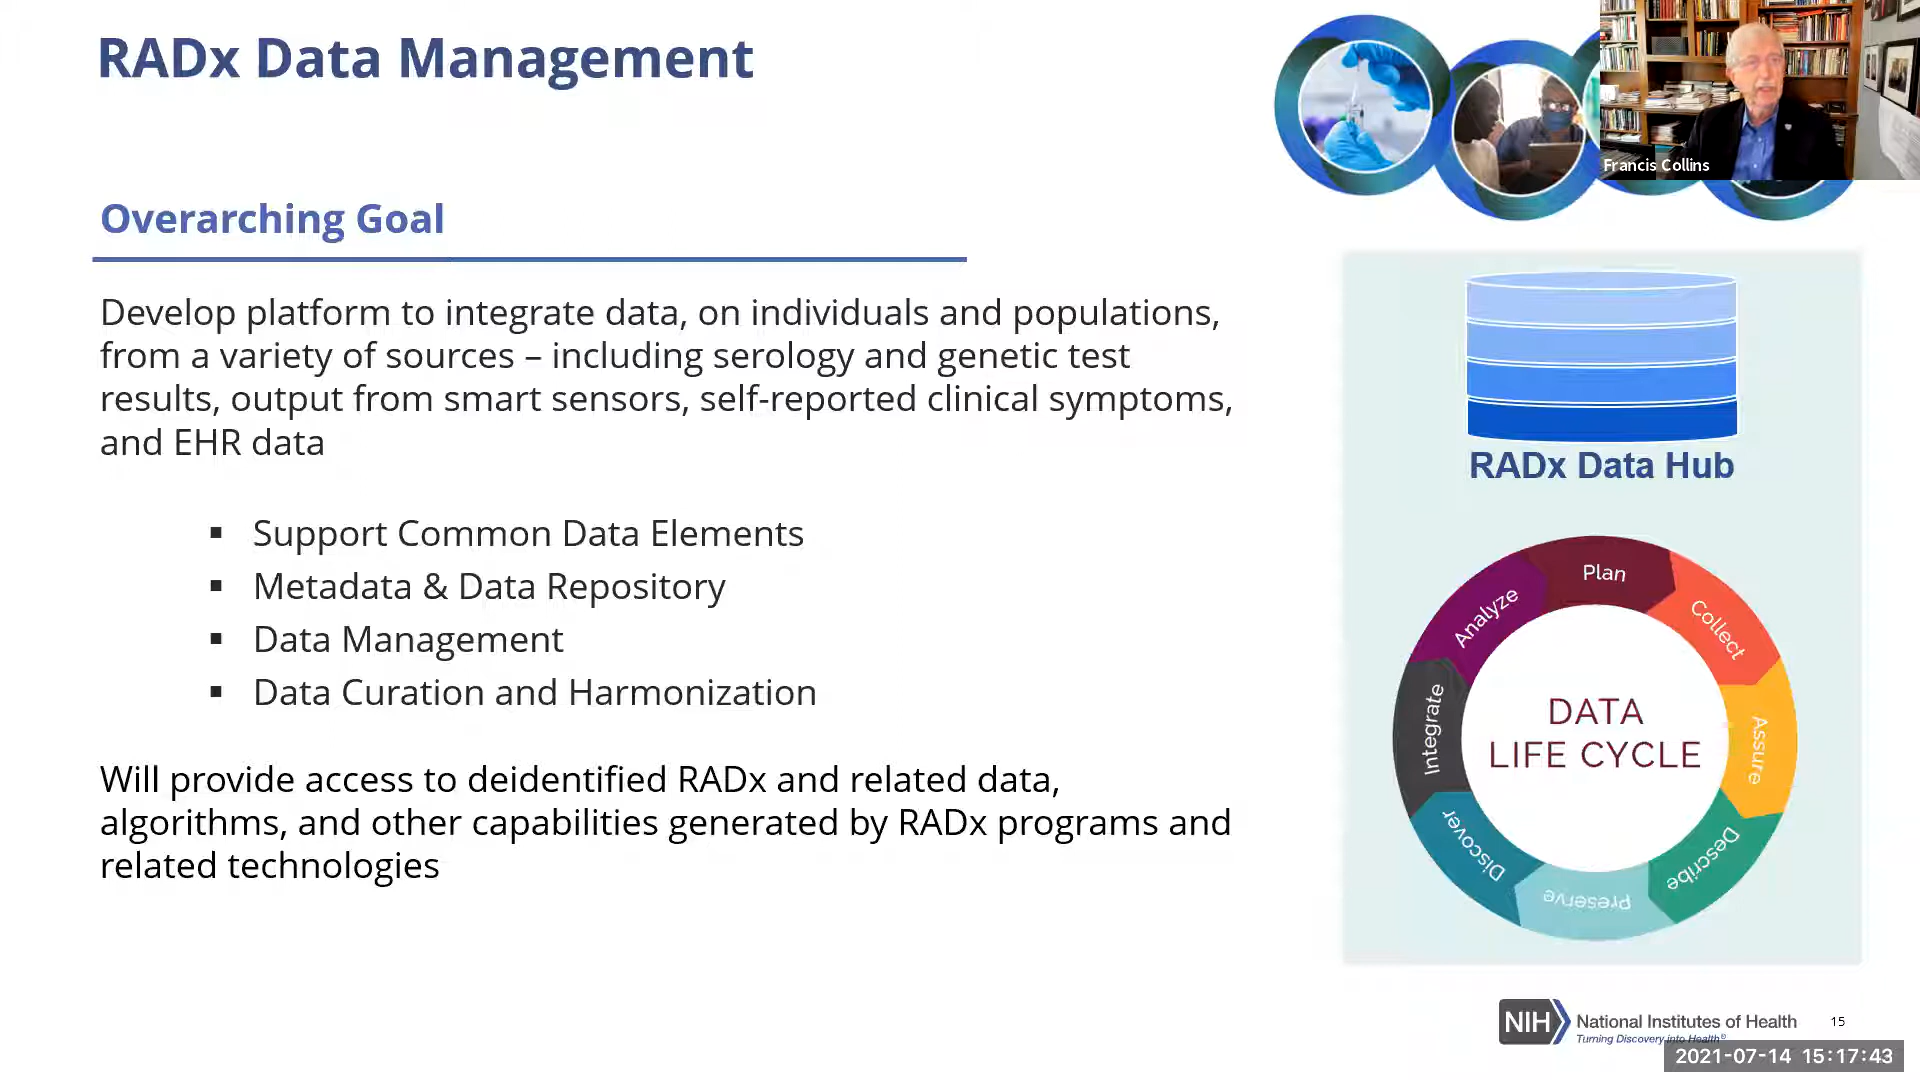 RADx Data Management
Francis Collins
Overarching Goal
Develop platform to integrate data, on individuals and populations,
from a variety of sources – including serology and genetic test
results, output from smart sensors, self-reported clinical symptoms,
and EHR data
▪ Support Common Data Elements
▪ Metadata & Data Repository
▪ Data Management
▪ Data Curation and Harmonization
Will provide access to deidentified RADx and related data,
algorithms, and other capabilities generated by RADx programs and
related technologies
RADx Data Hub
Plan
Collect
Assure
Describe
Preserve
Discover
Integrate
Analyze
DATA
LIFE CYCLE
NIH National Institutes of Health
Turning Discovery into Health®
15
2021-07-14 15:17:43